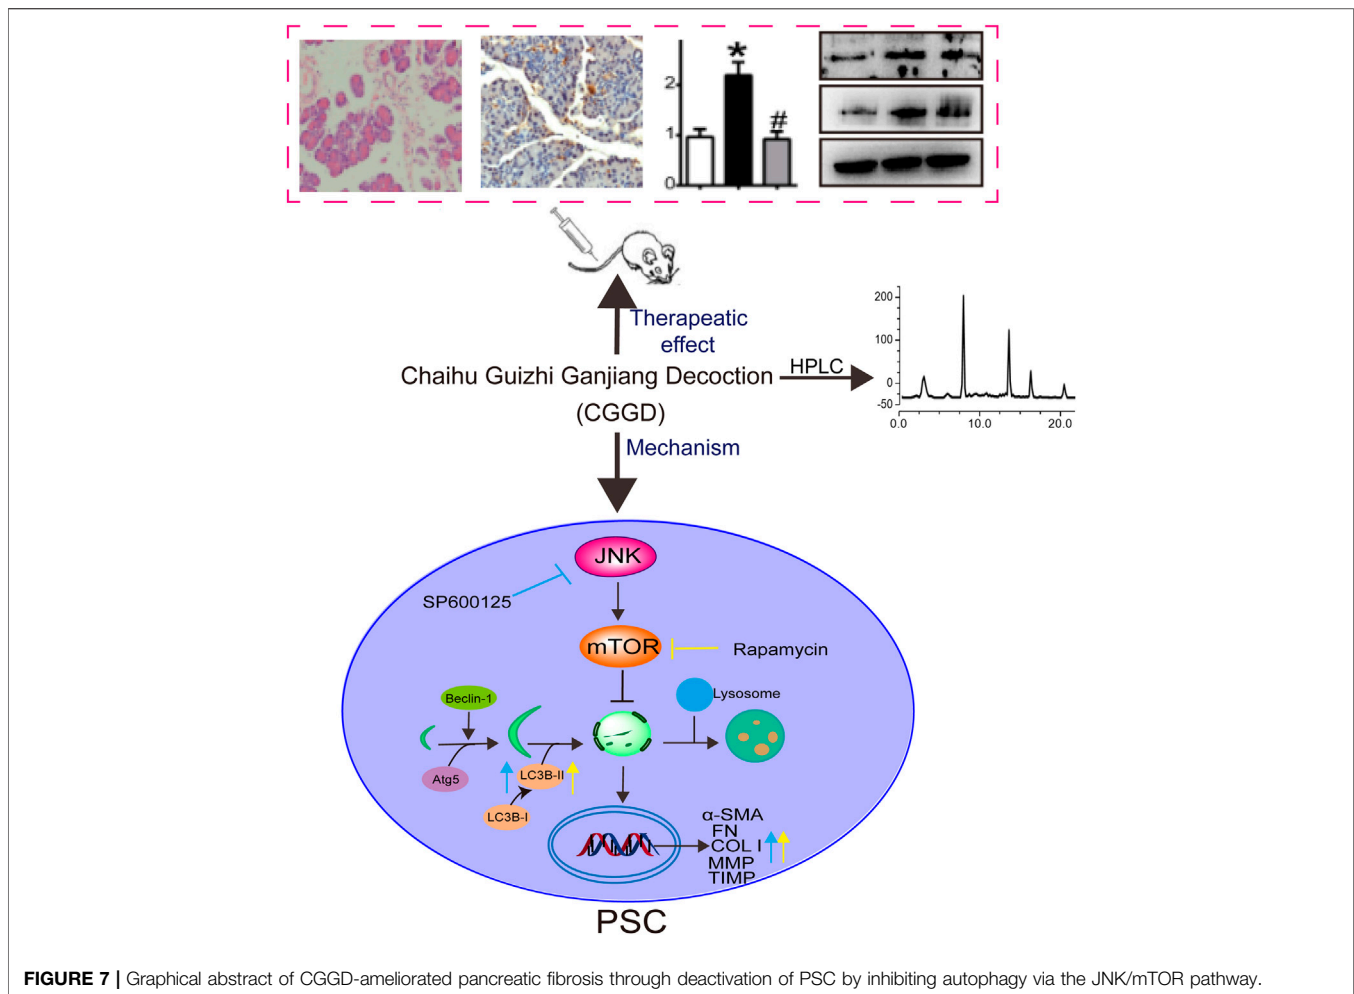 2
1
0
*
#
Therapeatic
effect
Chaihu Guizhi Ganjiang Decoction
(CGGD)
HPLC
200
100
0
-50
0.0
10.0
20.0
Mechanism
JNK
SP600125
mTOR
Rapamycin
Beclin-1
Lysosome
Atg5
LC3B-II
LC3B-I
α-SMA
FN
COL I
MMP
TIMP
PSC
FIGURE 7 | Graphical abstract of CGGD-ameliorated pancreatic fibrosis through deactivation of PSC by inhibiting autophagy via the JNK/mTOR pathway.